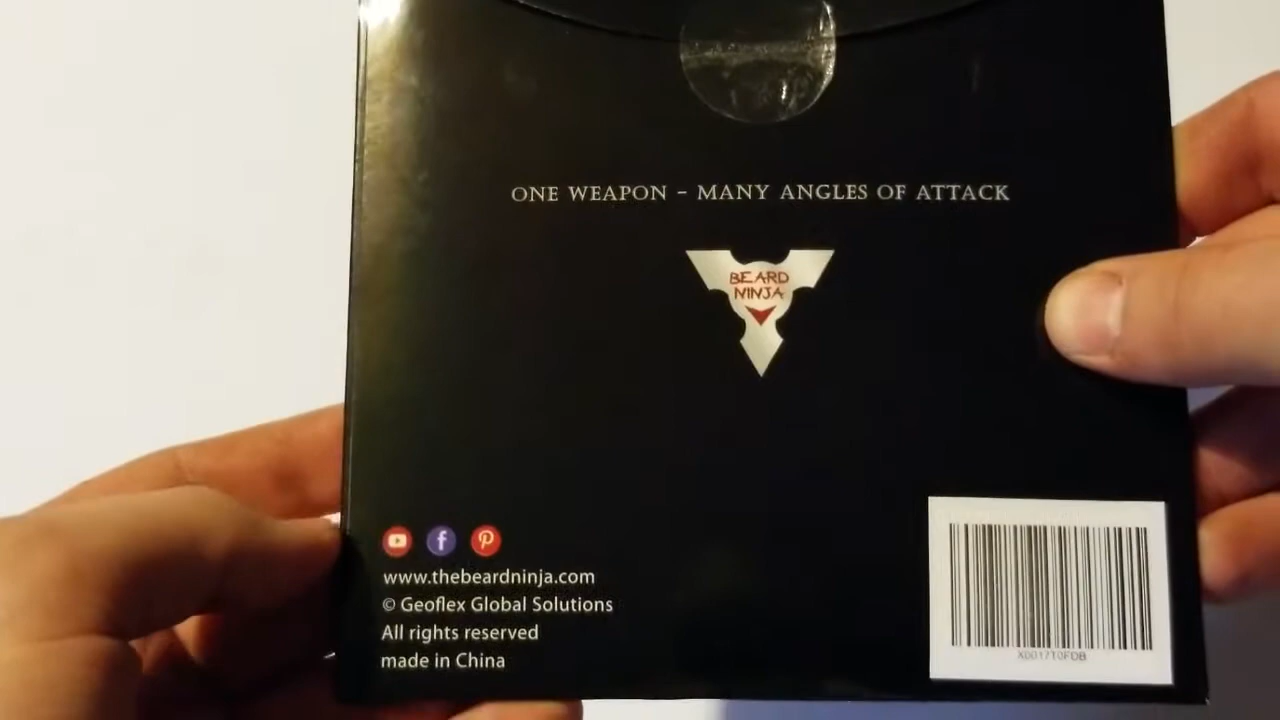 ONE WEAPON - MANY ANGLES OF ATTACK
BEARD
NINJA
www.thebeardninja.com
© Geoflex Global Solutions
All rights reserved
made in China
X0017T0FDB